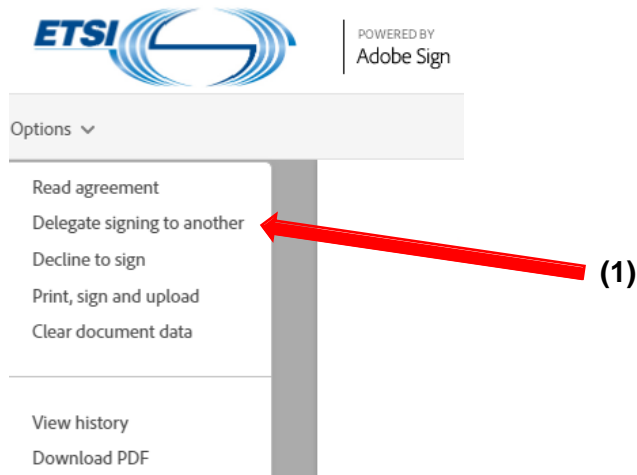 ETSI
POWERED BY
Adobe Sign
Options
Read agreement
Delegate signing to another
(1)
Decline to sign
Print, sign and upload
Clear document data
View history
Download PDF